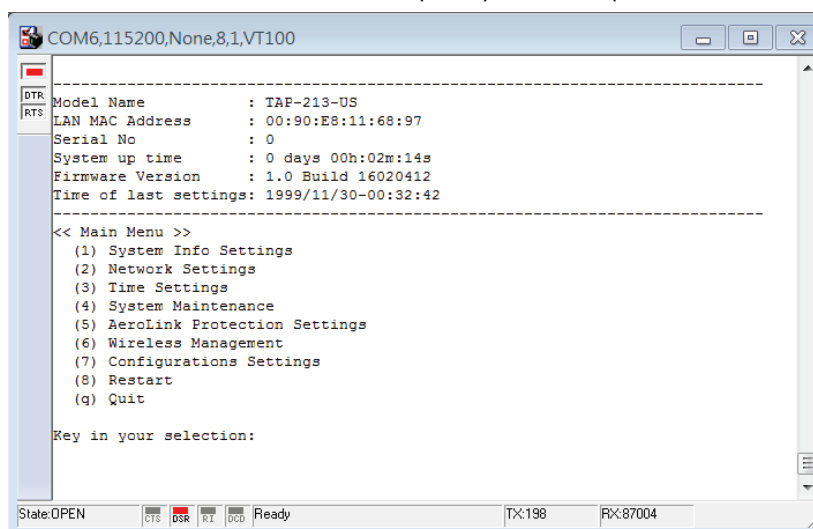 COM6,115200,None,8,1,VT100
DTR
RTS
--------------------------------------------------------------------------------
Model Name : TAP-213-US
LAN MAC Address : 00:90:E8:11:68:97
Serial No : 0
System up time : 0 days 00h:02m:14s
Firmware Version : 1.0 Build 16020412
Time of last settings: 1999/11/30-00:32:42
--------------------------------------------------------------------------------
<< Main Menu >>
(1) System Info Settings
(2) Network Settings
(3) Time Settings
(4) System Maintenance
(5) AeroLink Protection Settings
(6) Wireless Management
(7) Configurations Settings
(8) Restart
(q) Quit
Key in your selection:
State:OPEN CTS DSR RI DCD Ready TX:198 RX:87004